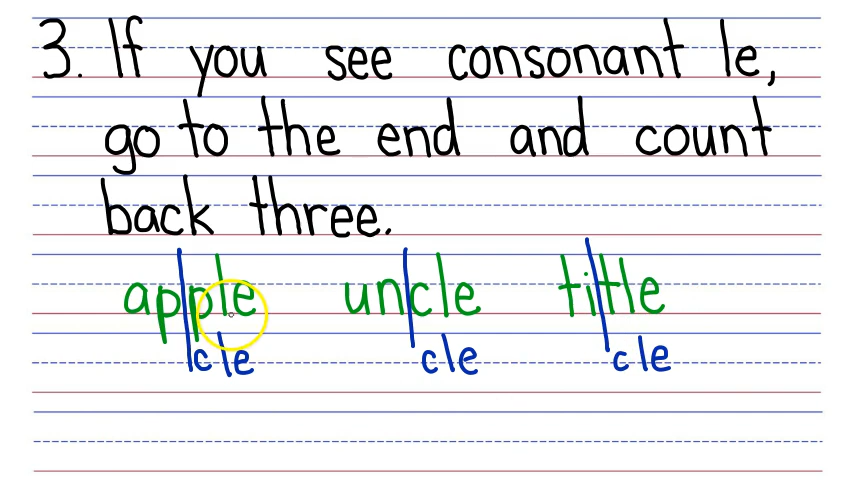 3. If you see consonant le,
go to the end and count
back three.
ap|ple un|cle ti|tle
cle cle cle